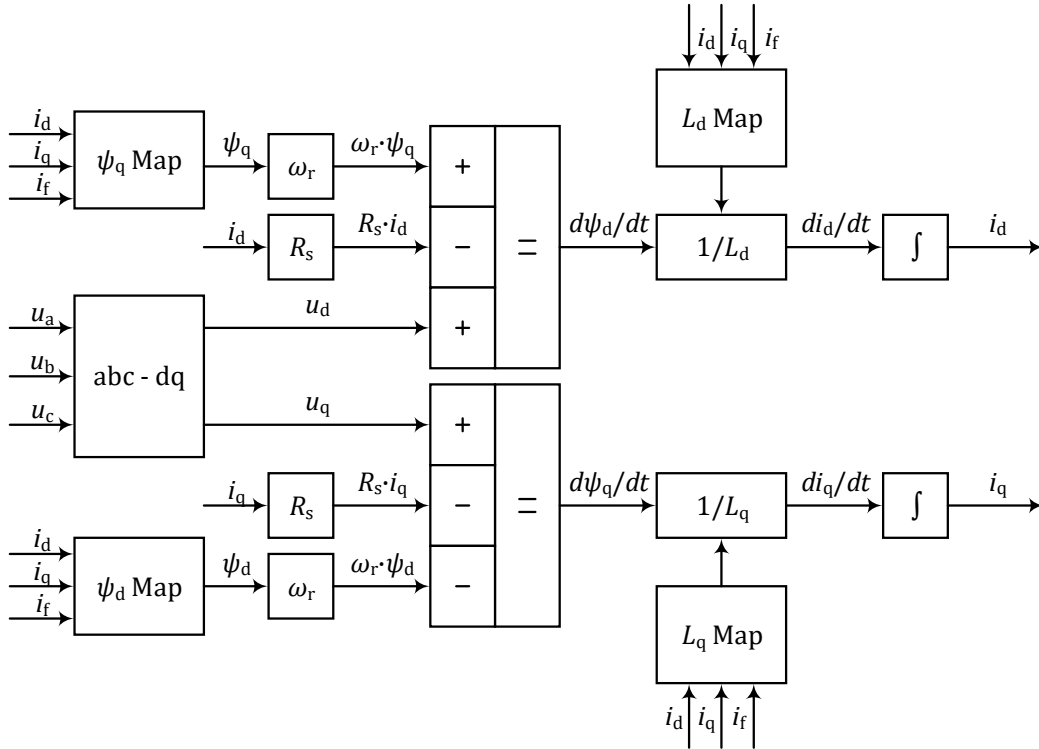 i_d i_q i_f
L_d Map
i_d
i_q
i_f
ψ_q Map
ψ_q
ω_r
ω_r·ψ_q
+
i_d
R_s
R_s·i_d
−
=
dψ_d/dt
1/L_d
di_d/dt
∫
i_d
u_a
u_b
u_c
abc - dq
u_d
+
u_q
+
i_q
R_s
R_s·i_q
−
=
dψ_q/dt
1/L_q
di_q/dt
∫
i_q
i_d
i_q
i_f
ψ_d Map
ψ_d
ω_r
ω_r·ψ_d
−
L_q Map
i_d i_q i_f